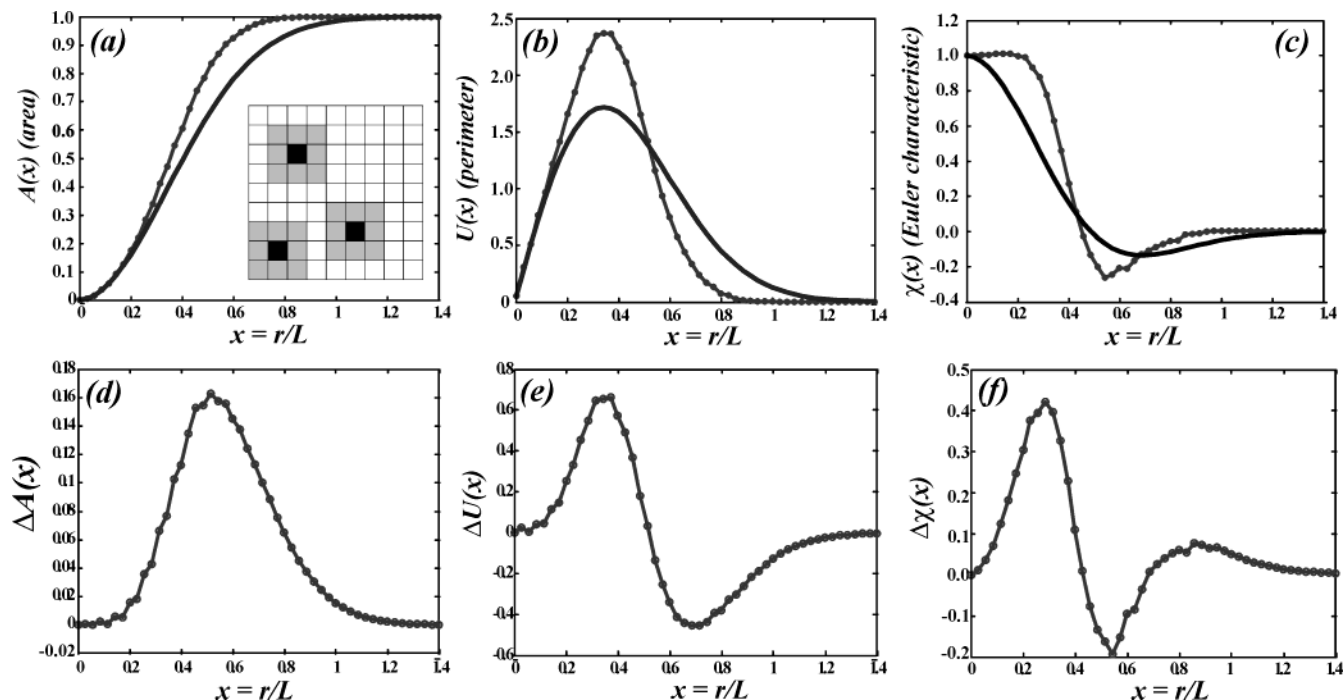 (a)
A(x) (area)
1.0
0.9
0.8
0.7
0.6
0.5
0.4
0.3
0.2
0.1
0
0 0.2 0.4 0.6 0.8 1 1.2 1.4
x = r/L
(b)
U(x) (perimeter)
2.5
2.0
1.5
1.0
0.5
0
0 0.2 0.4 0.6 0.8 1 1.2 1.4
x = r/L
(c)
χ(x) (Euler characteristic)
1.2
1.0
0.8
0.6
0.4
0.2
0.0
-0.2
-0.4
0 0.2 0.4 0.6 0.8 1 1.2 1.4
x = r/L
(d)
ΔA(x)
0.18
0.16
0.14
0.12
0.1
0.08
0.06
0.04
0.02
0
-0.02
0 0.2 0.4 0.6 0.8 1 1.2 1.4
x = r/L
(e)
ΔU(x)
0.8
0.6
0.4
0.2
0
-0.2
-0.4
-0.6
0 0.2 0.4 0.6 0.8 1 1.2 1.4
x = r/L
(f)
Δχ(x)
0.5
0.4
0.3
0.2
0.1
0.0
-0.1
-0.2
0 0.2 0.4 0.6 0.8 1 1.2 1.4
x = r/L